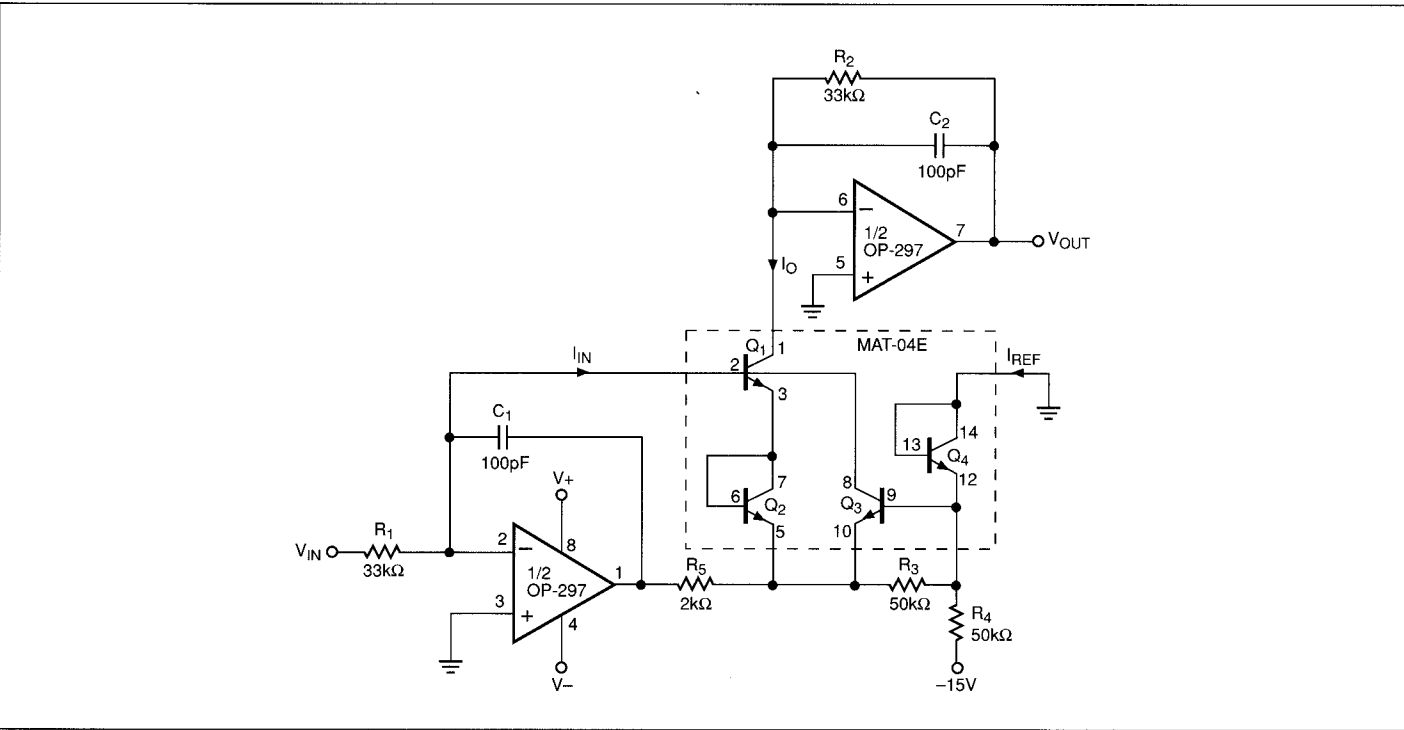 R2
33kΩ
C2
100pF
6
−
1/2
OP-297
7
VOUT
5
+
IO
MAT-04E
Q1
1
2
3
IIN
IREF
C1
100pF
V+
7
6
Q2
5
8
Q3
9
10
13
14
Q4
12
VIN
R1
33kΩ
2
−
8
1/2
OP-297
1
3
+
4
V−
R5
2kΩ
R3
50kΩ
R4
50kΩ
−15V